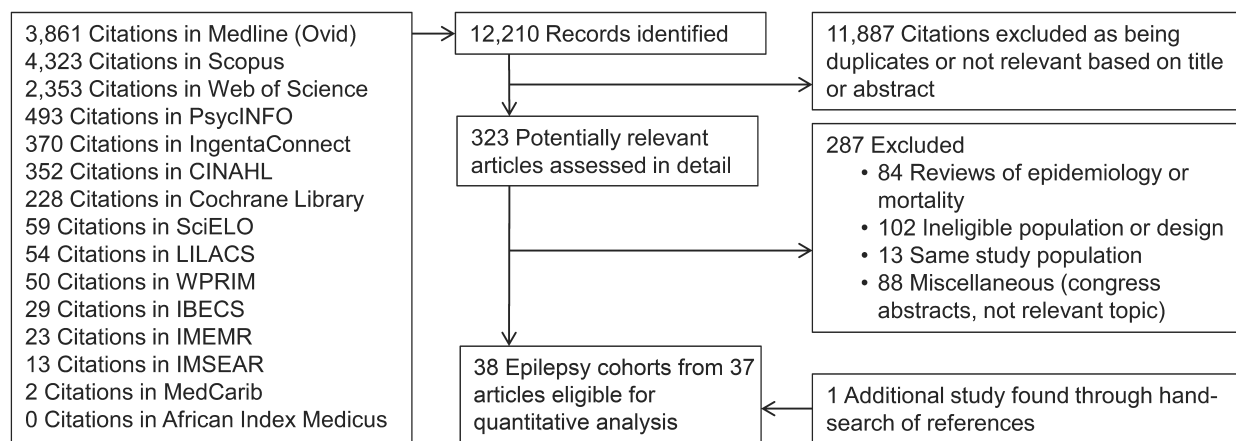 3,861 Citations in Medline (Ovid)
4,323 Citations in Scopus
2,353 Citations in Web of Science
493 Citations in PsycINFO
370 Citations in IngentaConnect
352 Citations in CINAHL
228 Citations in Cochrane Library
59 Citations in SciELO
54 Citations in LILACS
50 Citations in WPRIM
29 Citations in IBECS
23 Citations in IMEMR
13 Citations in IMSEAR
2 Citations in MedCarib
0 Citations in African Index Medicus
12,210 Records identified
11,887 Citations excluded as being
duplicates or not relevant based on title
or abstract
323 Potentially relevant
articles assessed in detail
287 Excluded
• 84 Reviews of epidemiology or
mortality
• 102 Ineligible population or design
• 13 Same study population
• 88 Miscellaneous (congress
abstracts, not relevant topic)
38 Epilepsy cohorts from 37
articles eligible for
quantitative analysis
1 Additional study found through hand-
search of references